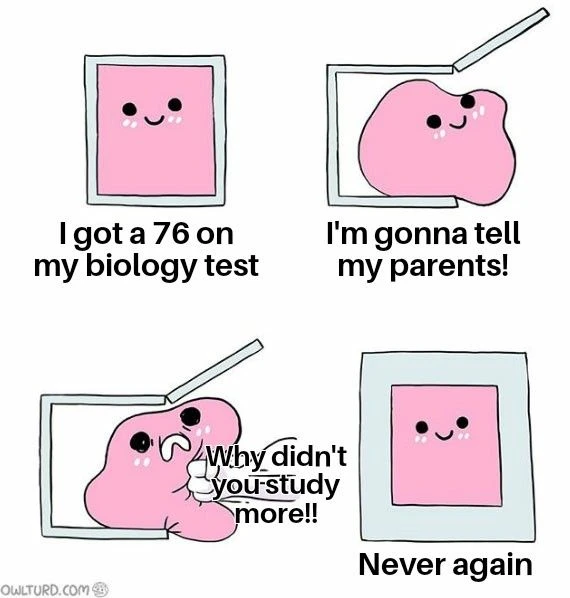 I got a 76 on
my biology test
I'm gonna tell
my parents!
Why didn't
you study
more!!
Never again
OWLTURD.COM